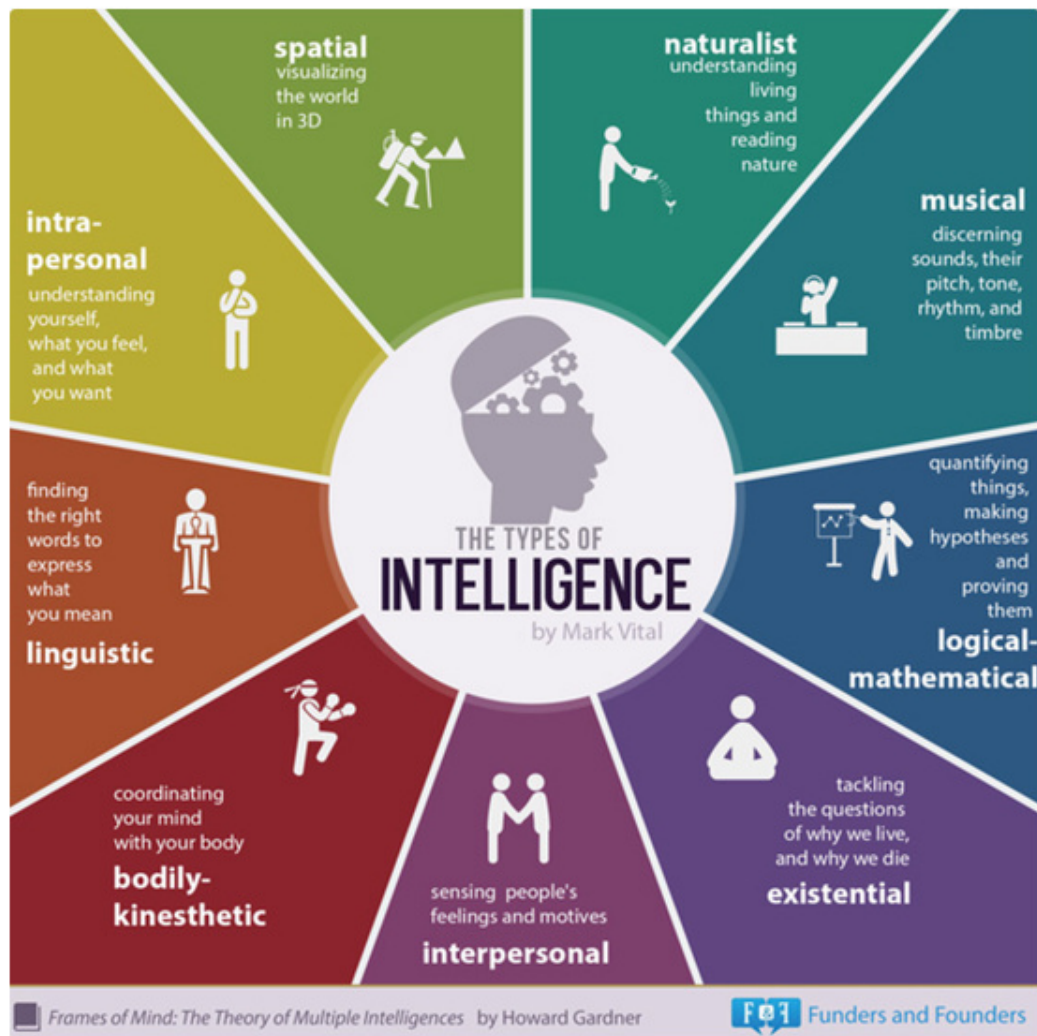 spatial
visualizing
the world
in 3D
naturalist
understanding
living
things and
reading
nature
musical
discerning
sounds, their
pitch, tone,
rhythm, and
timbre
quantifying
things,
making
hypotheses
and
proving
them
logical-
mathematical
tackling
the questions
of why we live,
and why we die
existential
sensing people's
feelings and motives
interpersonal
coordinating
your mind
with your body
bodily-
kinesthetic
finding
the right
words to
express
what
you mean
linguistic
intra-
personal
understanding
yourself,
what you feel,
and what
you want
THE TYPES OF
INTELLIGENCE
by Mark Vital
Frames of Mind: The Theory of Multiple Intelligences by Howard Gardner
F&F Funders and Founders